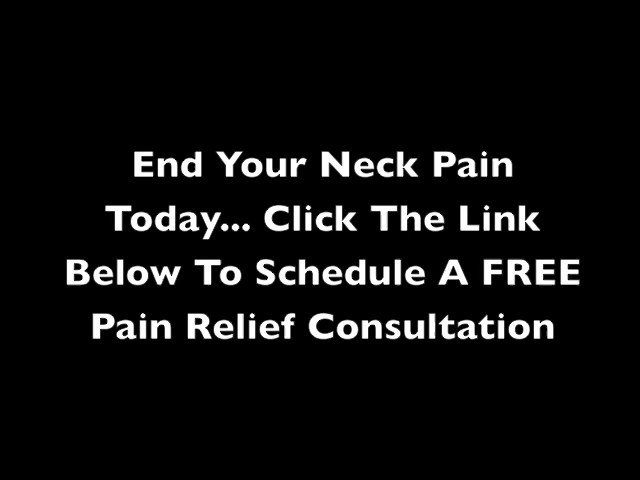 End Your Neck Pain
Today... Click The Link
Below To Schedule A FREE
Pain Relief Consultation